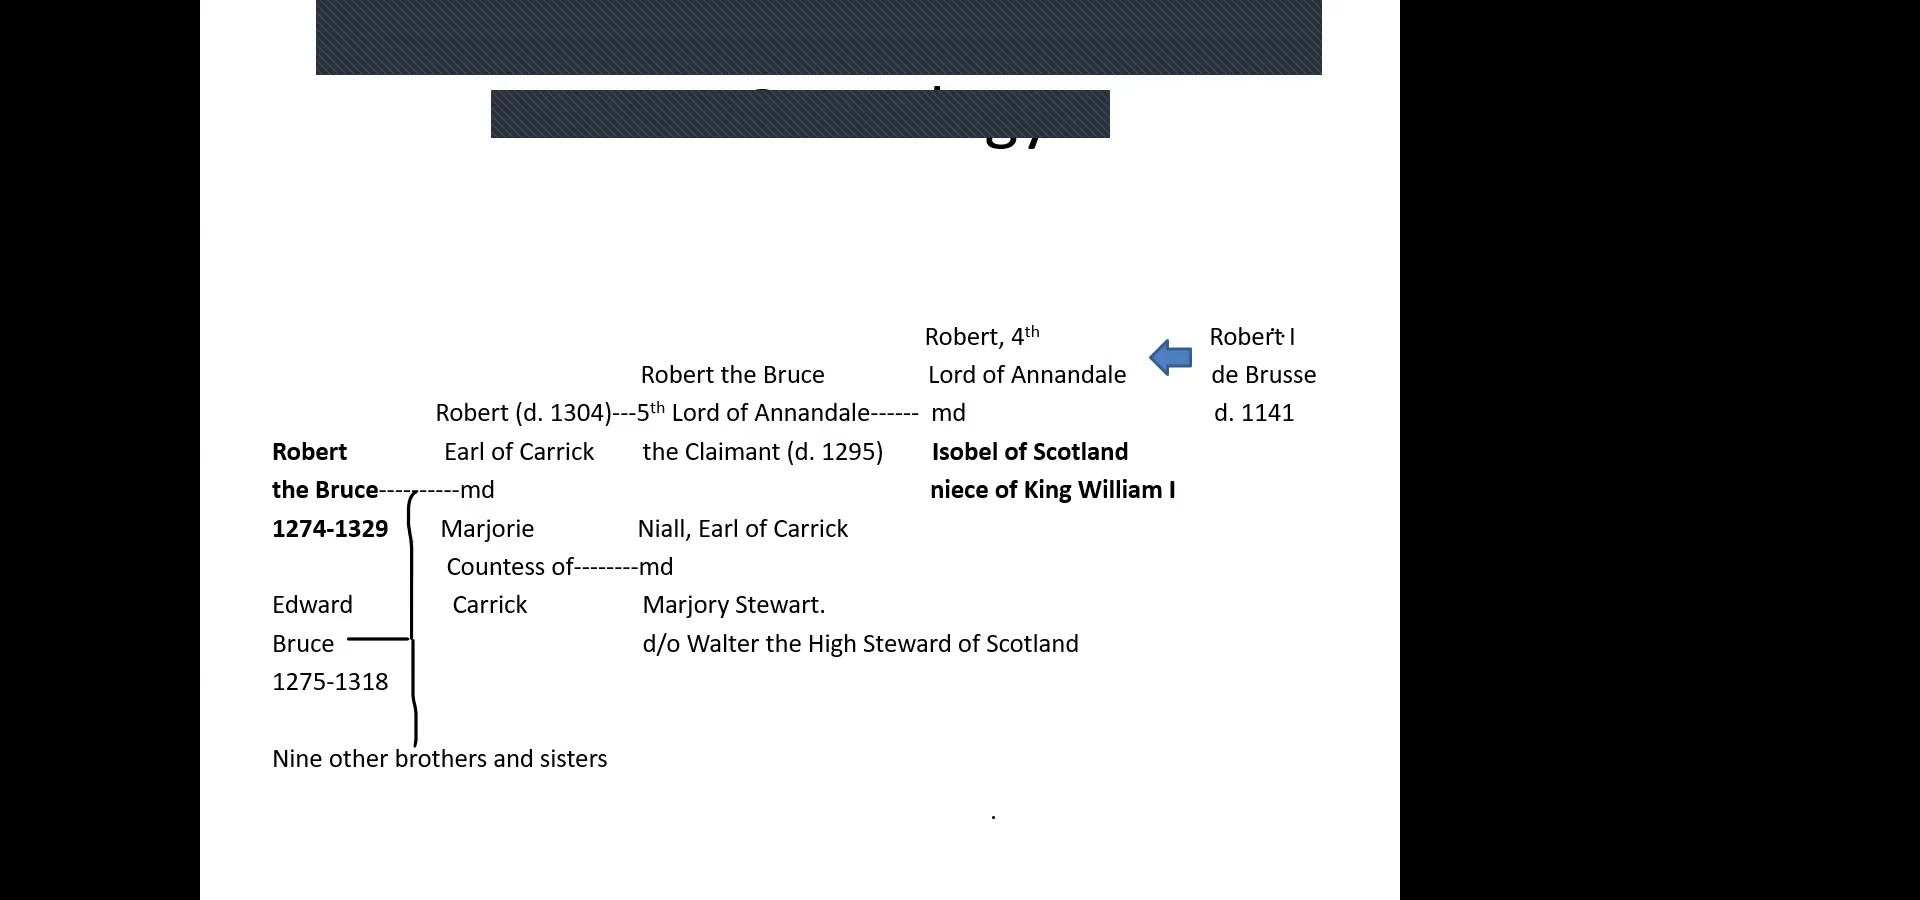 Robert, 4th Robert I
Robert the Bruce Lord of Annandale de Brusse
Robert (d. 1304)---5th Lord of Annandale------ md d. 1141
Robert Earl of Carrick the Claimant (d. 1295) Isobel of Scotland
the Bruce----------md niece of King William I
1274-1329 Marjorie Niall, Earl of Carrick
Countess of--------md
Edward Carrick Marjory Stewart.
Bruce d/o Walter the High Steward of Scotland
1275-1318
Nine other brothers and sisters
.